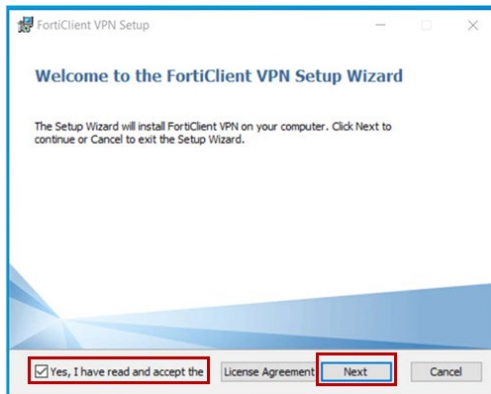 FortiClient VPN Setup
Welcome to the FortiClient VPN Setup Wizard
The Setup Wizard will install FortiClient VPN on your computer. Click Next to
continue or Cancel to exit the Setup Wizard.
Yes, I have read and accept the License Agreement Next Cancel